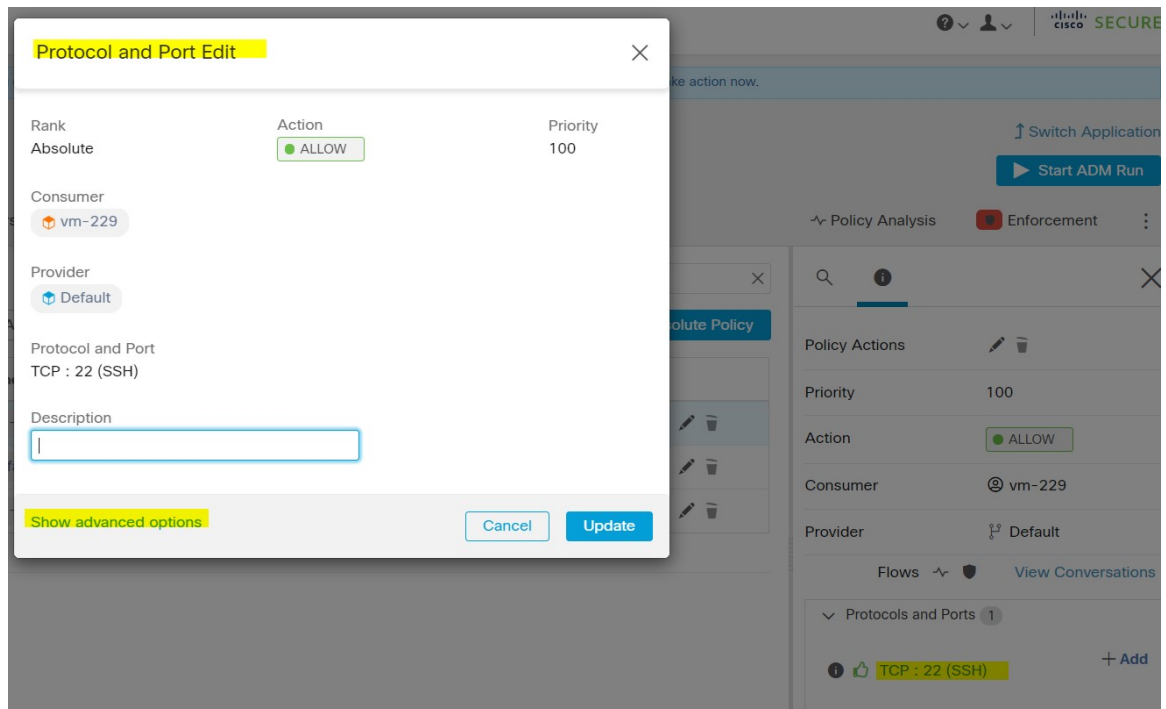 Protocol and Port Edit
Rank
Absolute
Action
ALLOW
Priority
100
Consumer
vm-229
Provider
Default
Protocol and Port
TCP : 22 (SSH)
Description
Show advanced options
Cancel
Update
cisco SECURE
ke action now.
Switch Application
Start ADM Run
Policy Analysis
Enforcement
olute Policy
Policy Actions
Priority
100
Action
ALLOW
Consumer
vm-229
Provider
Default
Flows
View Conversations
Protocols and Ports 1
TCP : 22 (SSH)
+ Add